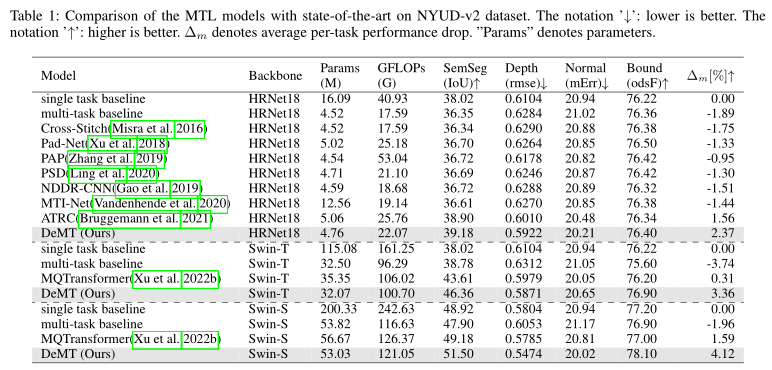 Table 1: Comparison of the MTL models with state-of-the-art on NYUD-v2 dataset. The notation '↓': lower is better. The
notation '↑': higher is better. Δm denotes average per-task performance drop. "Params" denotes parameters.
Model Backbone Params (M) GFLOPs (G) SemSeg (IoU)↑ Depth (rmse)↓ Normal (mErr)↓ Bound (odsF)↑ Δm[%]↑
single task baseline HRNet18 16.09 40.93 38.02 0.6104 20.94 76.22 0.00
multi-task baseline HRNet18 4.52 17.59 36.35 0.6284 21.02 76.36 -1.89
Cross-Stitch(Misra et al. 2016) HRNet18 4.52 17.59 36.34 0.6290 20.88 76.38 -1.75
Pad-Net(Xu et al. 2018) HRNet18 5.02 25.18 36.70 0.6264 20.85 76.50 -1.33
PAP(Zhang et al. 2019) HRNet18 4.54 53.04 36.72 0.6178 20.82 76.42 -0.95
PSD(Ling et al. 2020) HRNet18 4.71 21.10 36.69 0.6246 20.87 76.42 -1.30
NDDR-CNN(Gao et al. 2019) HRNet18 4.59 18.68 36.72 0.6288 20.89 76.32 -1.51
MTI-Net(Vandenhende et al. 2020) HRNet18 12.56 19.14 36.61 0.6270 20.85 76.38 -1.44
ATRC(Bruggemann et al. 2021) HRNet18 5.06 25.76 38.90 0.6010 20.48 76.34 1.56
DeMT (Ours) HRNet18 4.76 22.07 39.18 0.5922 20.21 76.40 2.37
single task baseline Swin-T 115.08 161.25 38.02 0.6104 20.94 76.22 0.00
multi-task baseline Swin-T 32.50 96.29 38.78 0.6312 21.05 75.60 -3.74
MQTransformer(Xu et al. 2022b) Swin-T 35.35 106.02 43.61 0.5979 20.05 76.20 0.31
DeMT (Ours) Swin-T 32.07 100.70 46.36 0.5871 20.65 76.90 3.36
single task baseline Swin-S 200.33 242.63 48.92 0.5804 20.94 77.20 0.00
multi-task baseline Swin-S 53.82 116.63 47.90 0.6053 21.17 76.90 -1.96
MQTransformer(Xu et al. 2022b) Swin-S 56.67 126.37 49.18 0.5785 20.81 77.00 1.59
DeMT (Ours) Swin-S 53.03 121.05 51.50 0.5474 20.02 78.10 4.12